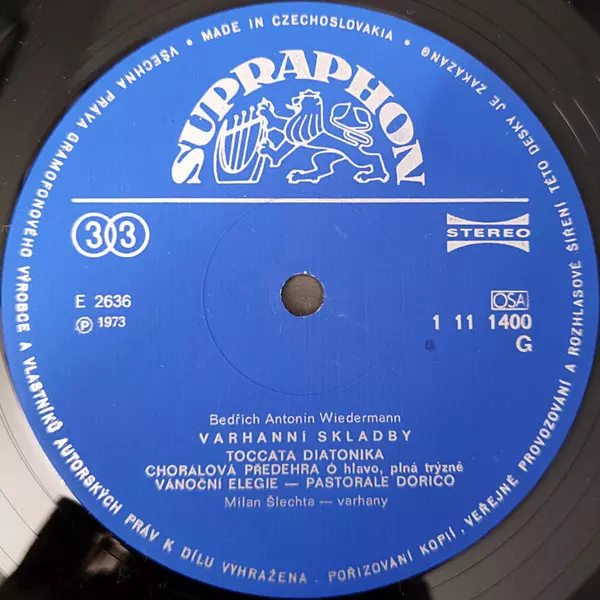 MADE IN CZECHOSLOVAKIA • VŠECHNA PRÁVA GRAMOFONOVÉHO VÝROBCE A VLASTNÍKŮ AUTORSKÝCH PRÁV K DÍLU VYHRAŽENA. POŘIZOVÁNÍ KOPIÍ, VEŘEJNÉ PROVOZOVÁNÍ A ROZHLASOVÉ ŠÍŘENÍ TÉTO DESKY JE ZAKÁZÁNO •
SUPRAPHON
33
STEREO
E 2636
Ⓟ 1973
OSA
1 11 1400
G
Bedřich Antonín Wiedermann
VARHANNÍ SKLADBY
TOCCATA DIATONIKA
CHORALOVÁ PŘEDEHRA Ó hlavo, plná trýzně
VÁNOČNÍ ELEGIE — PASTORALE DORICO
Milan Šlechta — varhany